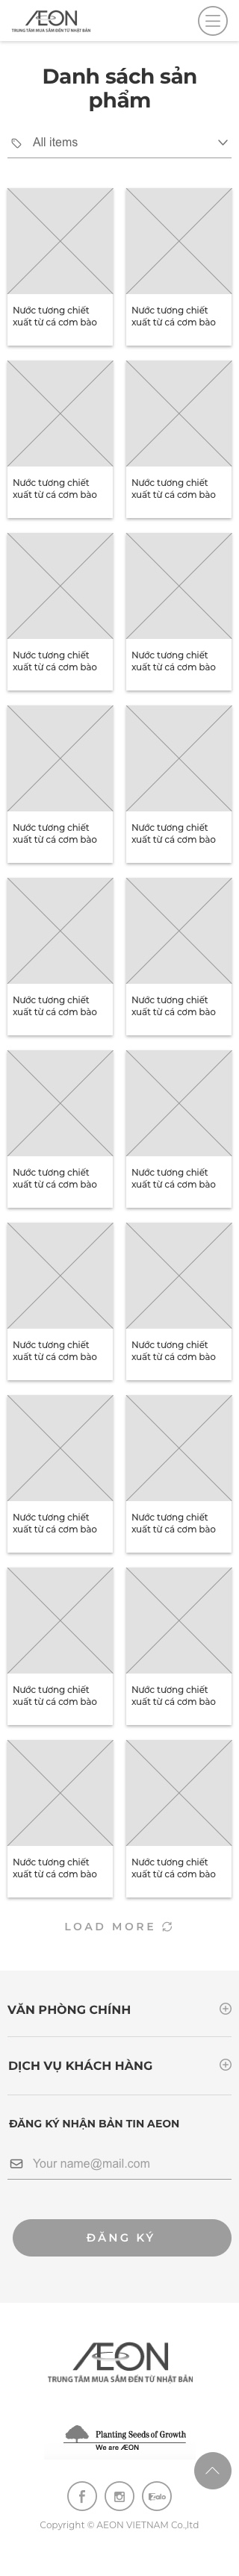 ÆON
TRUNG TÂM MUA SẮM ĐẾN TỪ NHẬT BẢN
Danh sách sản
phẩm
All items
Nước tương chiết
xuất từ cá cơm bào
Nước tương chiết
xuất từ cá cơm bào
Nước tương chiết
xuất từ cá cơm bào
Nước tương chiết
xuất từ cá cơm bào
Nước tương chiết
xuất từ cá cơm bào
Nước tương chiết
xuất từ cá cơm bào
Nước tương chiết
xuất từ cá cơm bào
Nước tương chiết
xuất từ cá cơm bào
Nước tương chiết
xuất từ cá cơm bào
Nước tương chiết
xuất từ cá cơm bào
Nước tương chiết
xuất từ cá cơm bào
Nước tương chiết
xuất từ cá cơm bào
Nước tương chiết
xuất từ cá cơm bào
Nước tương chiết
xuất từ cá cơm bào
Nước tương chiết
xuất từ cá cơm bào
Nước tương chiết
xuất từ cá cơm bào
Nước tương chiết
xuất từ cá cơm bào
Nước tương chiết
xuất từ cá cơm bào
Nước tương chiết
xuất từ cá cơm bào
Nước tương chiết
xuất từ cá cơm bào
LOAD MORE
VĂN PHÒNG CHÍNH
DỊCH VỤ KHÁCH HÀNG
ĐĂNG KÝ NHẬN BẢN TIN AEON
Your name@mail.com
ĐĂNG KÝ
ÆON
TRUNG TÂM MUA SẮM ĐẾN TỪ NHẬT BẢN
Planting Seeds of Growth
We are ÆON
Zalo
Copyright © AEON VIETNAM Co.,ltd